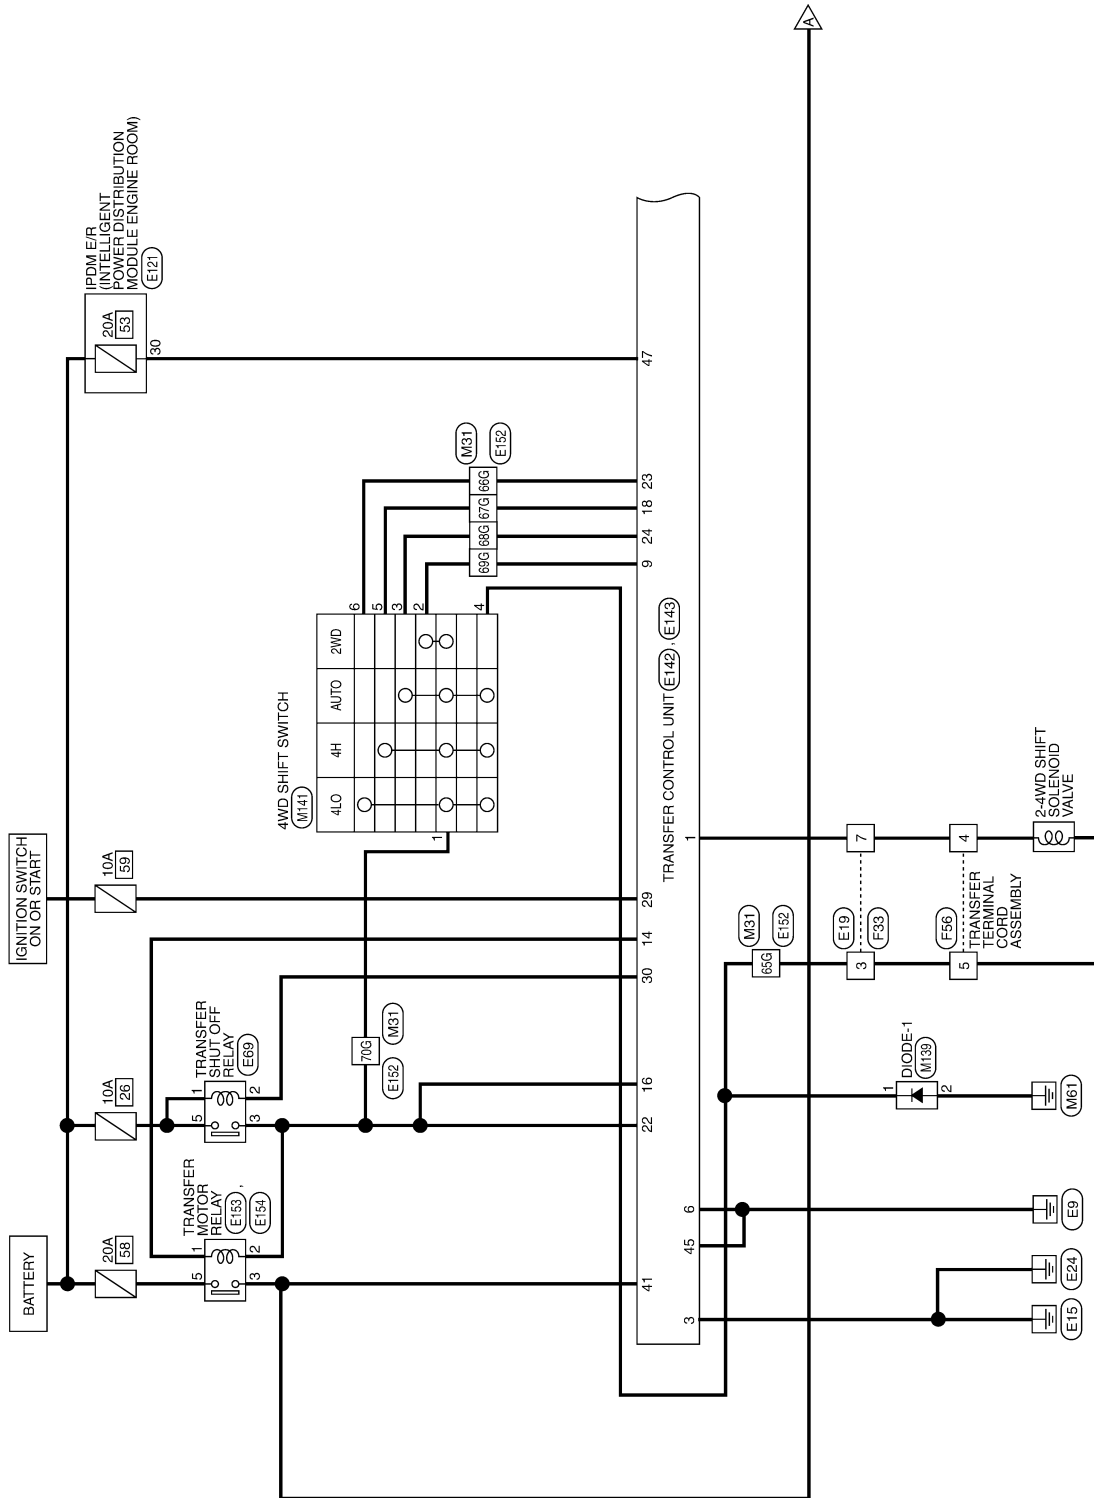 A
IPDM E/R
(INTELLIGENT
POWER DISTRIBUTION
MODULE ENGINE ROOM)
E121
20A
53
30
IGNITION SWITCH
ON OR START
10A
59
BATTERY
20A
58
10A
26
TRANSFER
SHUT OFF
RELAY
E69
1
2
5
3
TRANSFER
MOTOR
RELAY
E153 ,
E154
1
2
5
3
4WD SHIFT SWITCH
M141
4LO
4H
AUTO
2WD
6
5
3
2
4
1
M31
E152
66G
67G
68G
69G
70G
M31
E152
47
23
18
24
9
29
14
30
16
22
41
TRANSFER CONTROL UNIT E142 , E143
1
6
45
3
M31
E152
65G
7
3
E19
F33
4
5
F56
TRANSFER
TERMINAL
CORD
ASSEMBLY
2-4WD SHIFT
SOLENOID
VALVE
DIODE-1
M139
1
2
M61
E9
E24
E15